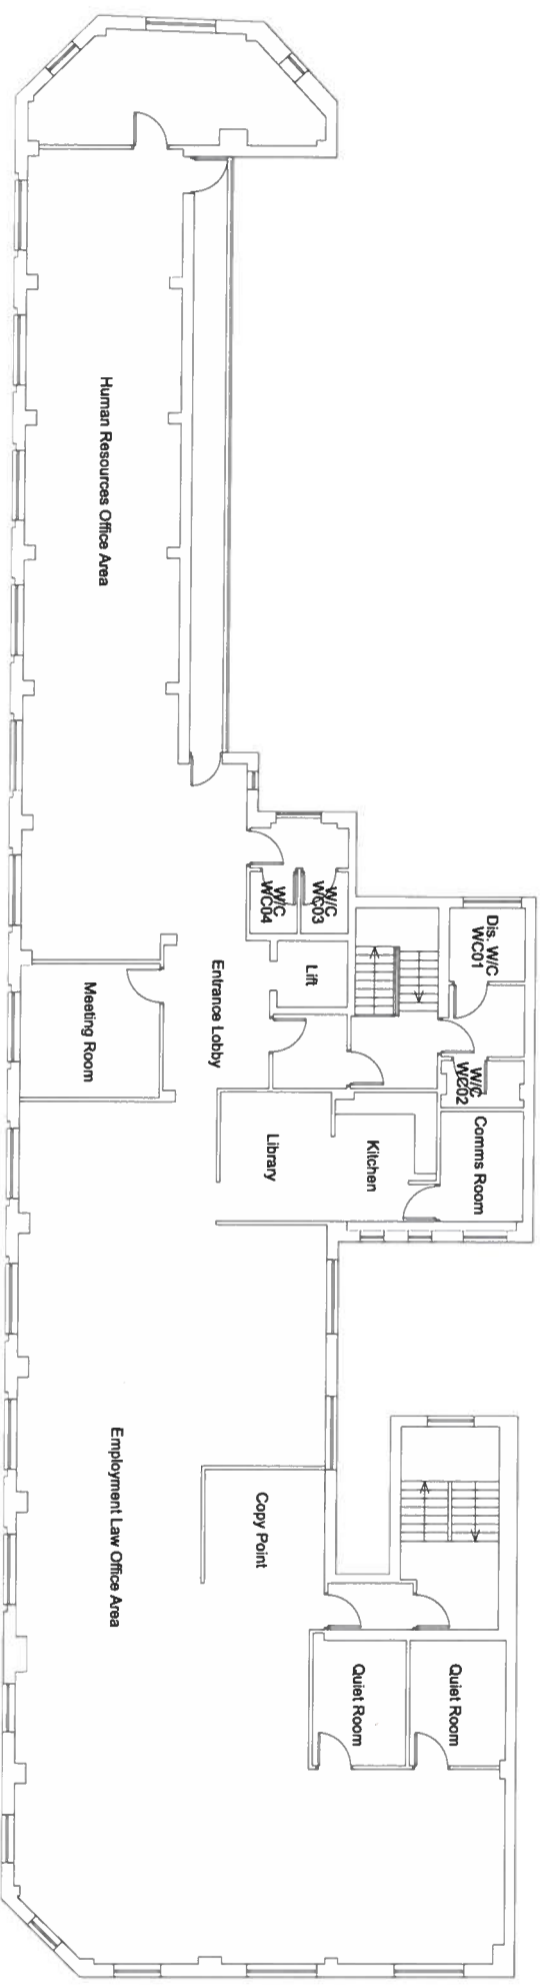 Human Resources Office Area
Dis. W/C
WC01
W/C
WC03
W/C
WC04
W/C
WC02
Lift
Entrance Lobby
Meeting Room
Comms Room
Kitchen
Library
Employment Law Office Area
Copy Point
Quiet Room
Quiet Room